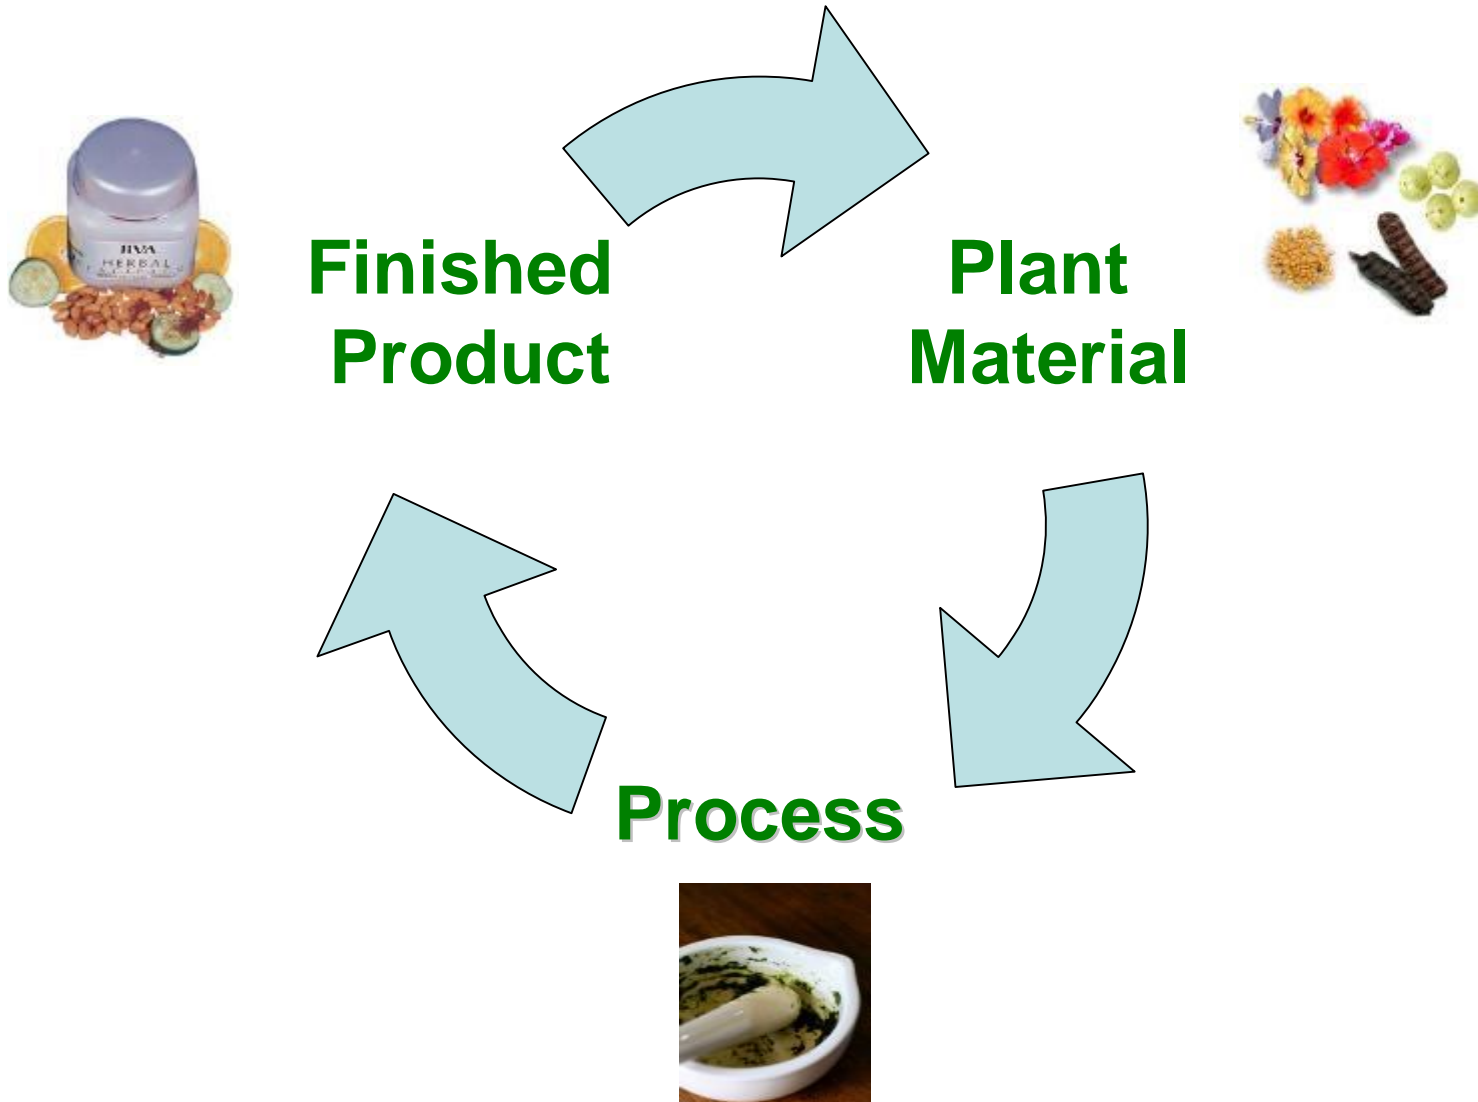 Finished
Product
Plant
Material
Process
JIVA
HERBAL